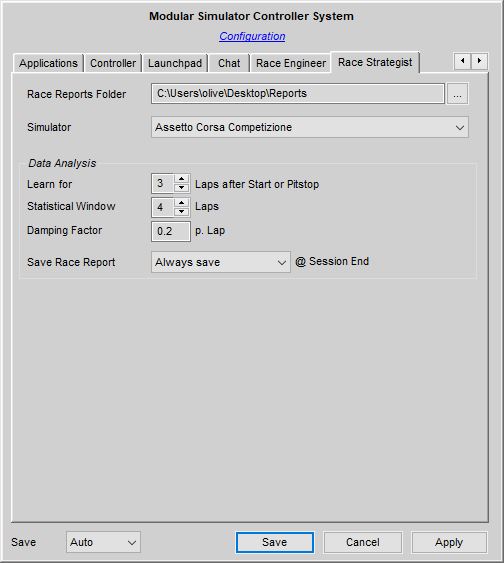 Modular Simulator Controller System
Configuration
Applications Controller Launchpad Chat Race Engineer Race Strategist
Race Reports Folder C:\Users\olive\Desktop\Reports ...
Simulator Assetto Corsa Competizione
Data Analysis
Learn for 3 Laps after Start or Pitstop
Statistical Window 4 Laps
Damping Factor 0.2 p. Lap
Save Race Report Always save @ Session End
Save Auto Save Cancel Apply